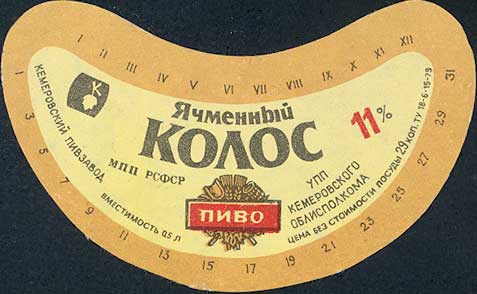 I II III IV V VI VII VIII IX X XI XII
Ячменный
КОЛОС
11%
КЕМЕРОВСКИЙ ПИВЗАВОД
МПП РСФСР
ВМЕСТИМОСТЬ 0,5 Л
ПИВО
УПП
КЕМЕРОВСКОГО
ОБЛИСПОЛКОМА
ЦЕНА БЕЗ СТОИМОСТИ ПОСУДЫ 29 КОП. ТУ 18-6-15-79
1 3 5 7 9 11 13 15 17 19 21 23 25 27 29 31